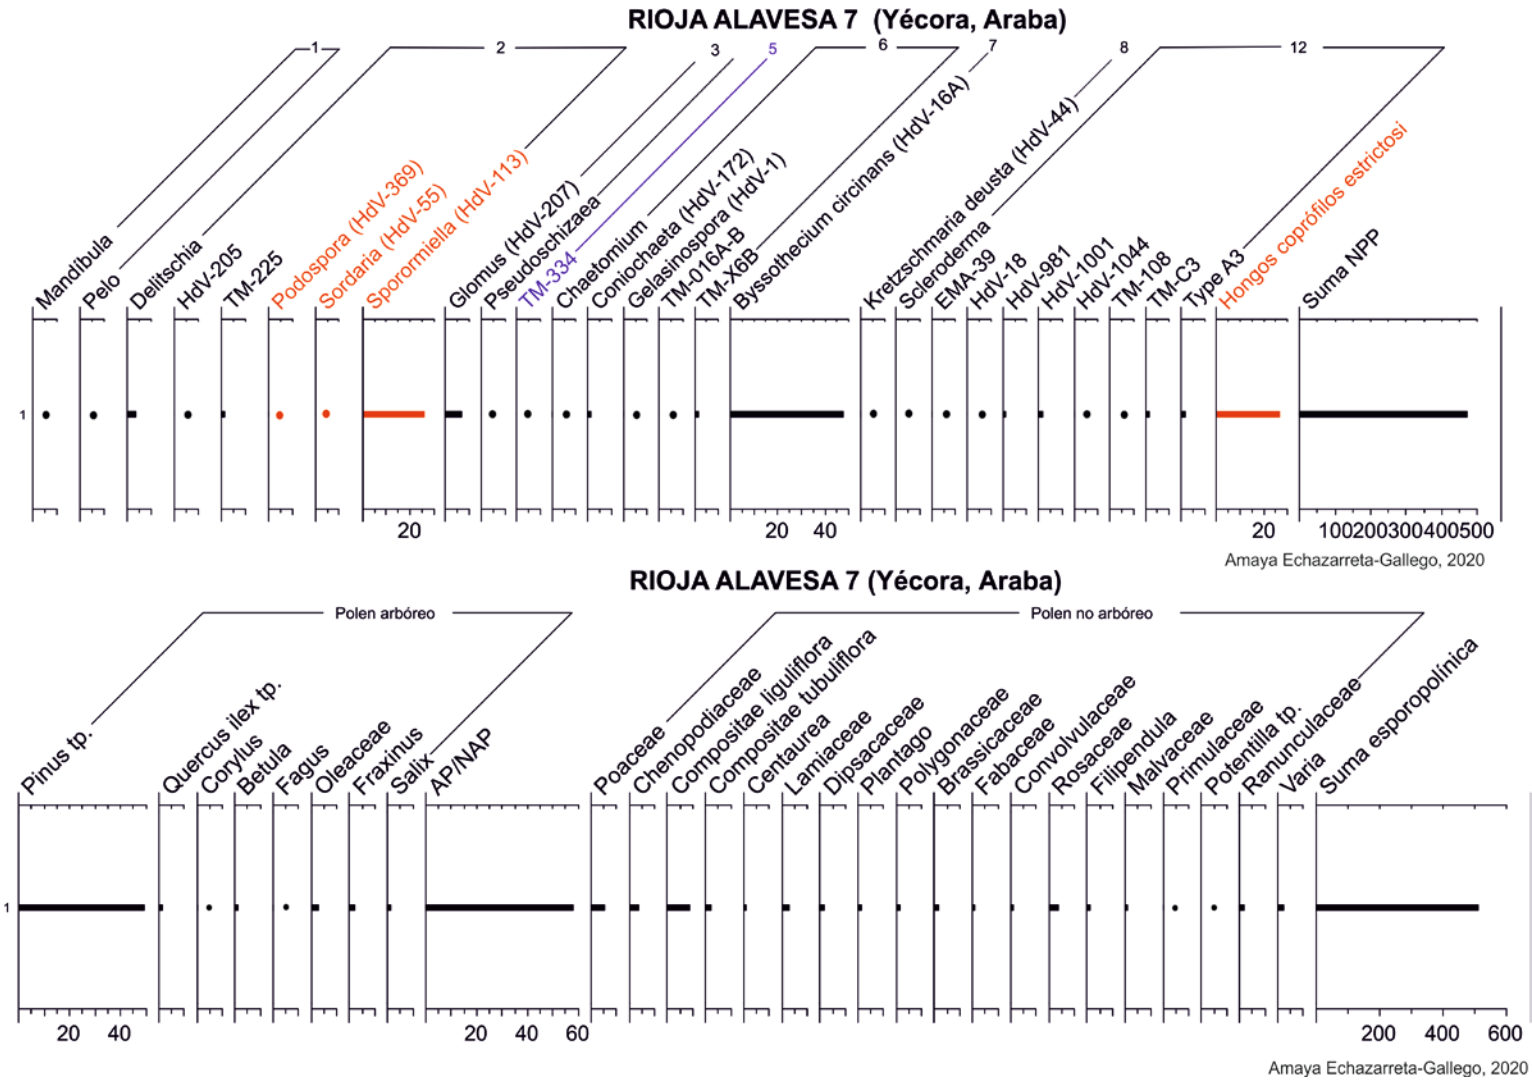 RIOJA ALAVESA 7 (Yécora, Araba)
1 2 3 5 6 7 8 12
Mandíbula
Pelo
Delitschia
HdV-205
TM-225
Podospora (HdV-369)
Sordaria (HdV-55)
Sporormiella (HdV-113)
Glomus (HdV-207)
Pseudoschizaea
TM-334
Chaetomium
Coniochaeta (HdV-172)
Gelasinospora (HdV-1)
TM-016A-B
TM-X6B
Byssothecium circinans (HdV-16A)
Kretzschmaria deusta (HdV-44)
Scleroderma
EMA-39
HdV-18
HdV-981
HdV-1001
HdV-1044
TM-108
TM-C3
Type A3
Hongos coprófilos estrictosi
Suma NPP
1
20 20 40 20 100200300400500
Amaya Echazarreta-Gallego, 2020
RIOJA ALAVESA 7 (Yécora, Araba)
Polen arbóreo Polen no arbóreo
Pinus tp.
Quercus ilex tp.
Corylus
Betula
Fagus
Oleaceae
Fraxinus
Salix
AP/NAP
Poaceae
Chenopodiaceae
Compositae liguliflora
Compositae tubuliflora
Centaurea
Lamiaceae
Dipsacaceae
Plantago
Polygonaceae
Brassicaceae
Fabaceae
Convolvulaceae
Rosaceae
Filipendula
Malvaceae
Primulaceae
Potentilla tp.
Ranunculaceae
Varia
Suma esporopolínica
1
20 40 20 40 60 200 400 600
Amaya Echazarreta-Gallego, 2020